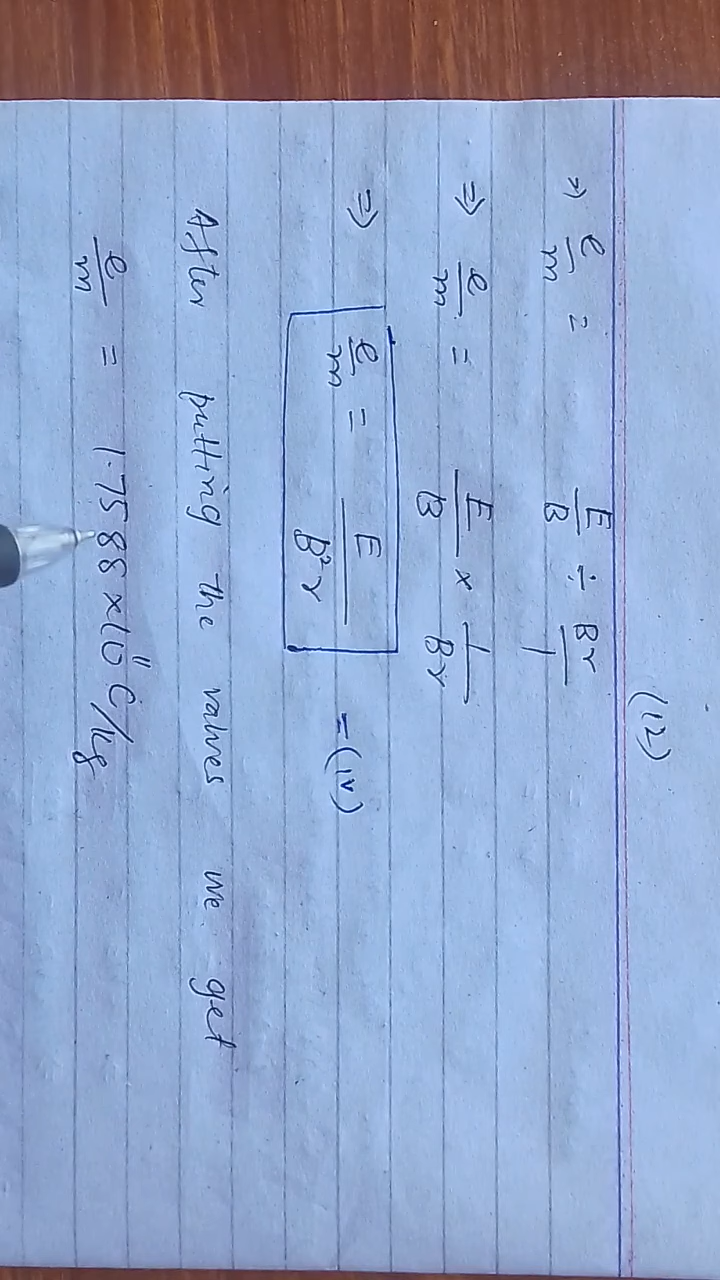 (12)
⇒ e/m = E/B ÷ Br/1
⇒ e/m = E/B × 1/Br
⇒ e/m = E/B²r = (iv)
After putting the values we get
e/m = 1.7588 × 10¹¹ C/kg